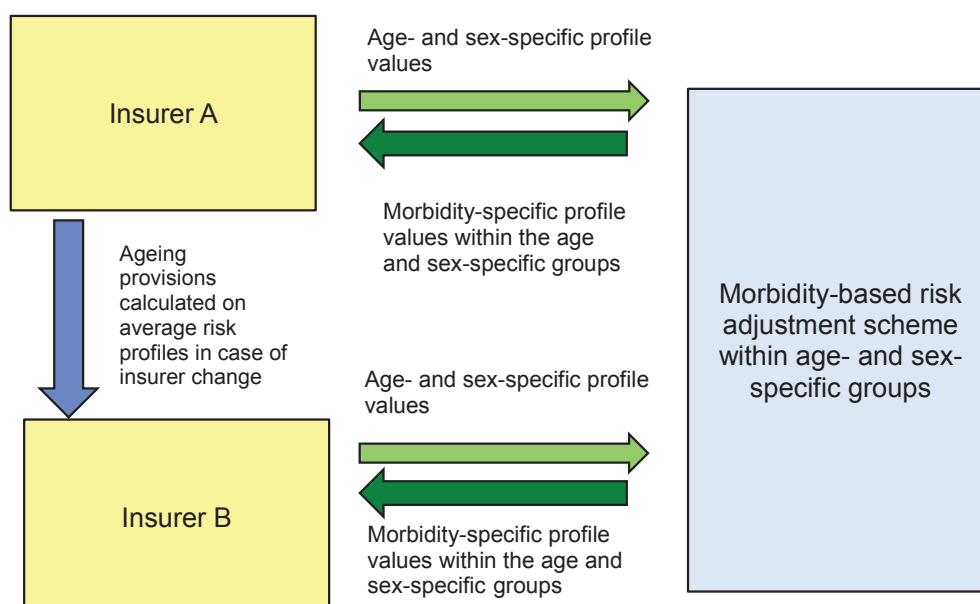 Insurer A
Age- and sex-specific profile
values
Morbidity-specific profile
values within the age
and sex-specific groups
Ageing
provisions
calculated on
average risk
profiles in case of
insurer change
Morbidity-based risk
adjustment scheme
within age- and sex-
specific groups
Age- and sex-specific profile
values
Insurer B
Morbidity-specific profile
values within the age and
sex-specific groups